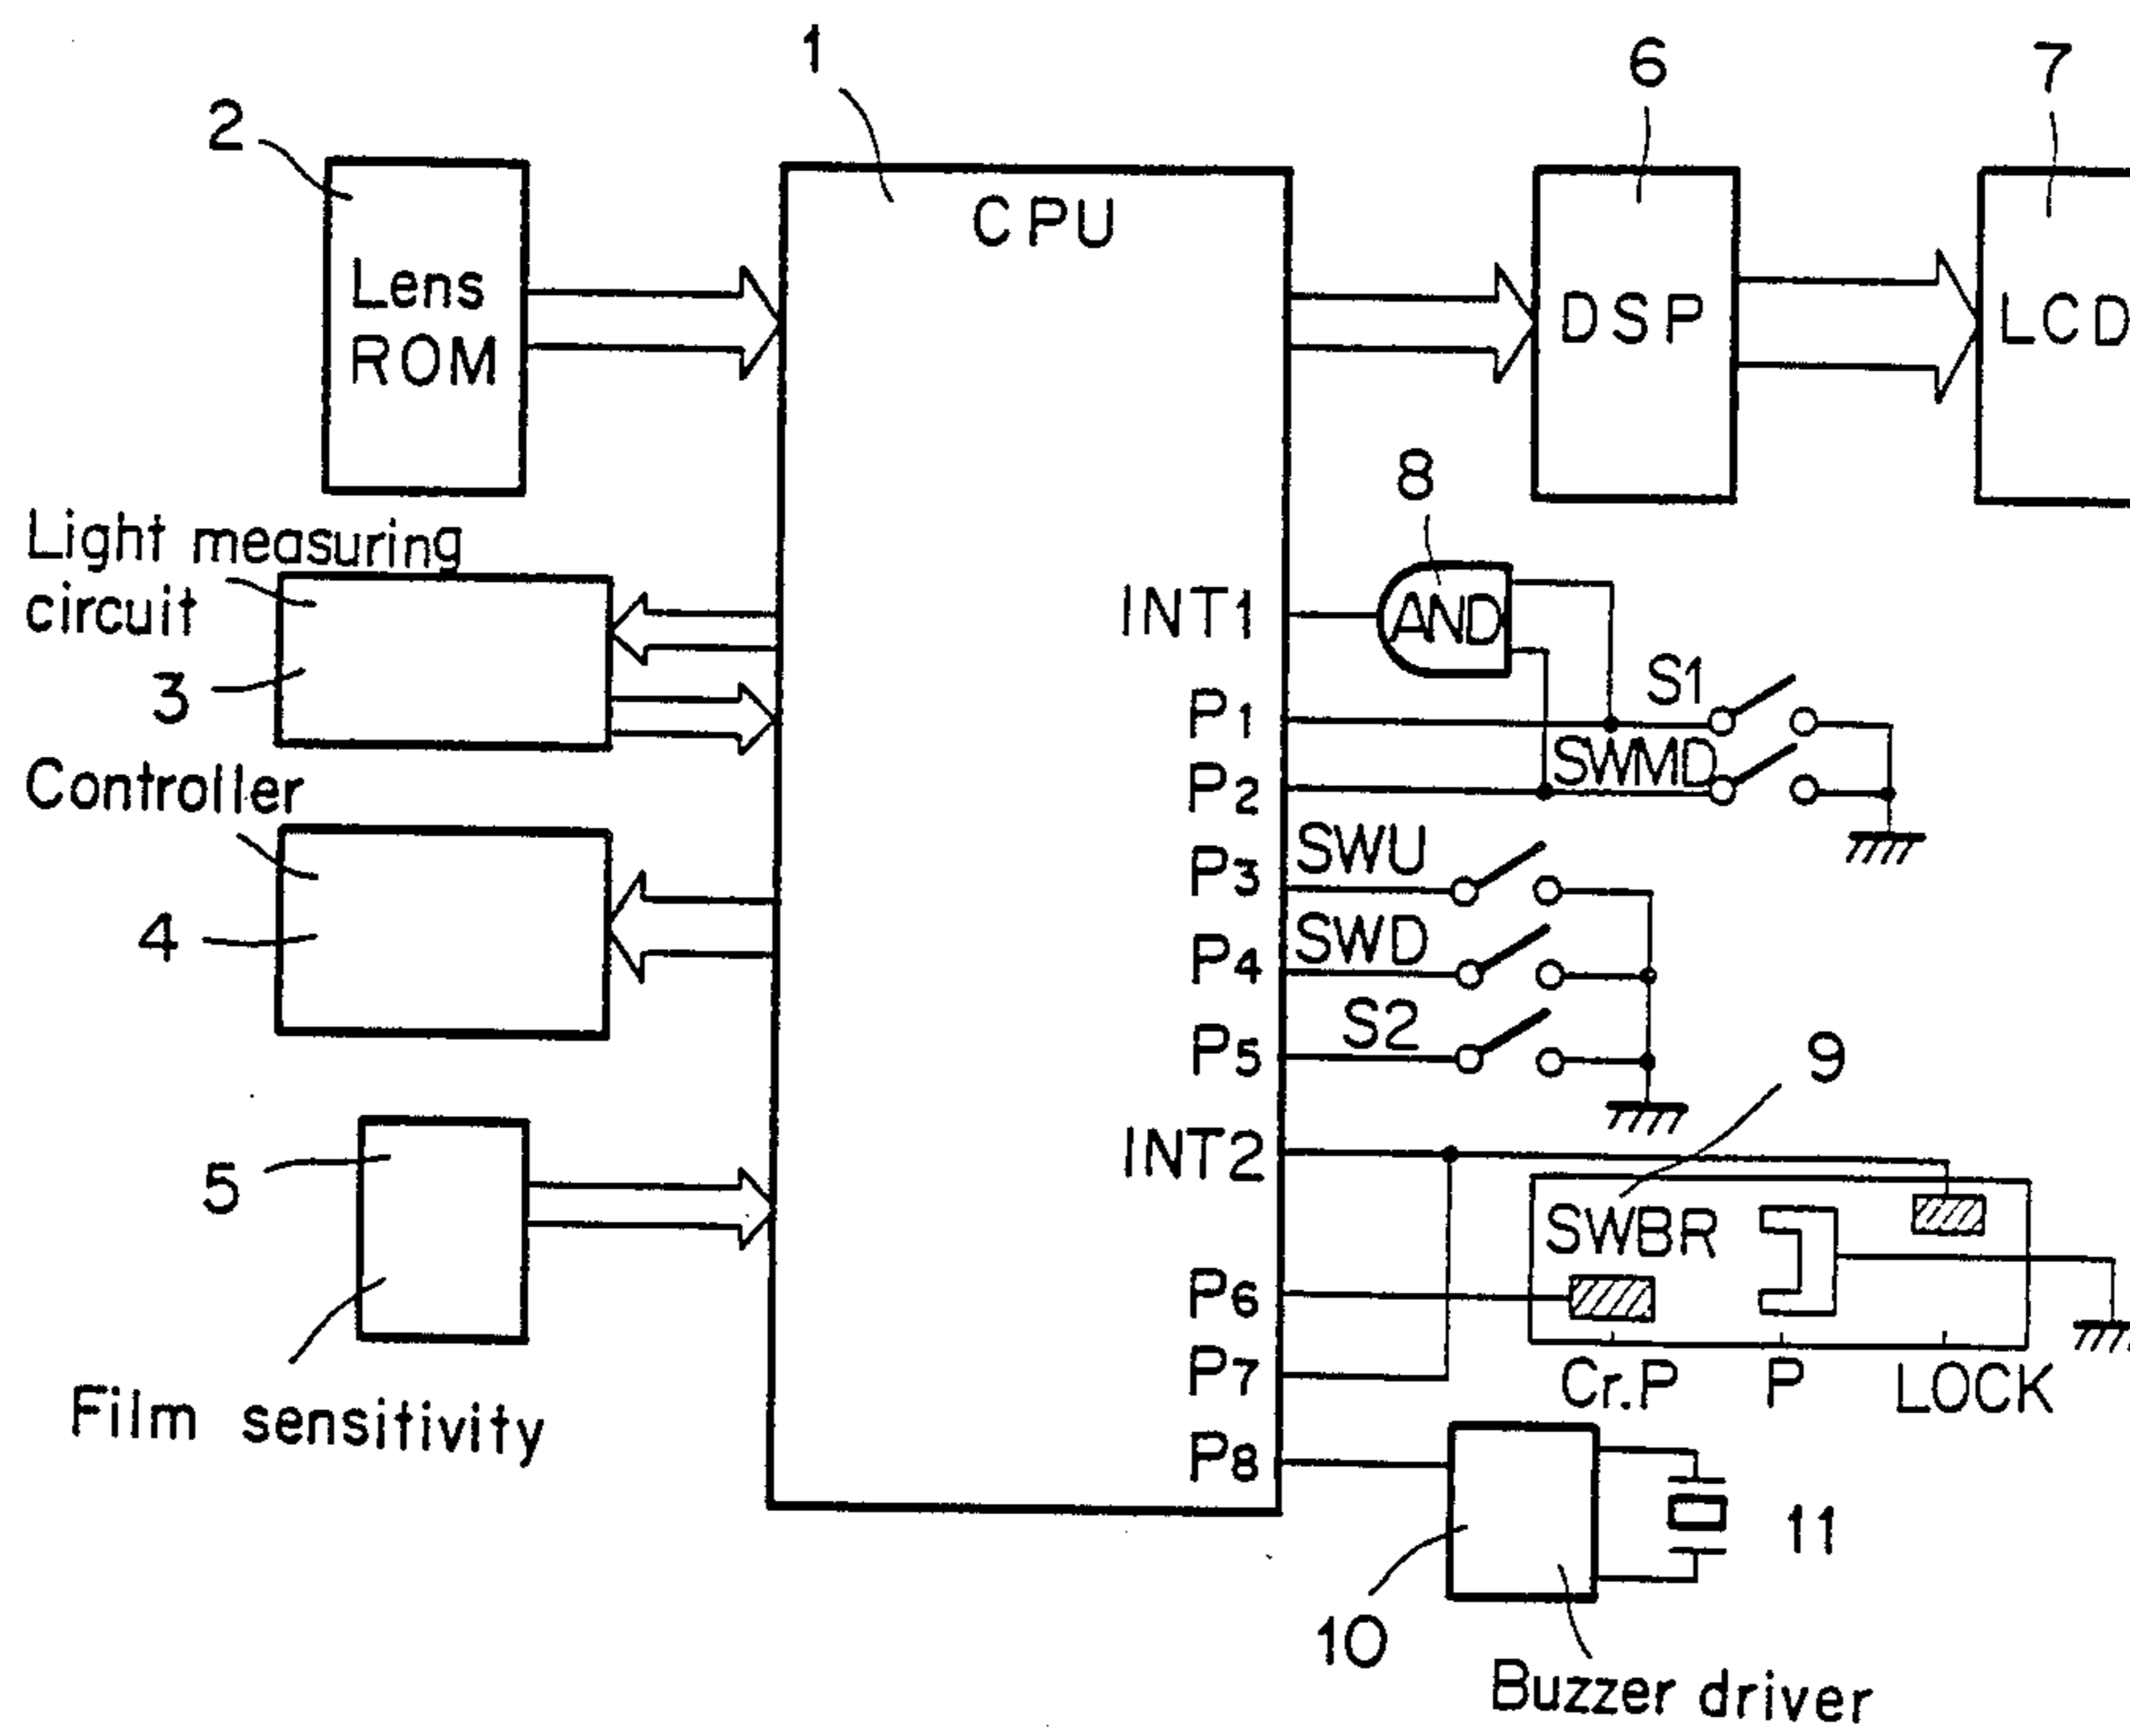 1
6
7
2
CPU
Lens
ROM
DSP
LCD
8
Light measuring
circuit
INT1
AND
3
P1
S1
Controller
P2
SWMD
P3
SWU
4
P4
SWD
P5
S2
9
5
INT2
SWBR
P6
P7
Cr.P
P
LOCK
Film sensitivity
P8
11
10
Buzzer driver